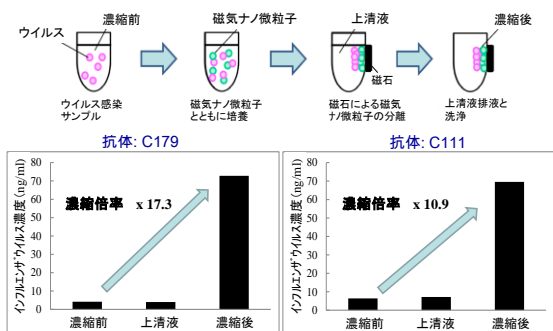 ウイルス
濃縮前
磁気ナノ微粒子
上清液
濃縮後
磁石
ウイルス感染
サンプル
磁気ナノ微粒子
とともに培養
磁石による磁気
ナノ微粒子の分離
上清液排液と
洗浄
抗体: C179
インフルエンザウイルス濃度 (ng/ml)
80
70
60
50
40
30
20
10
0
濃縮倍率 x 17.3
濃縮前 上清液 濃縮後
抗体: C111
インフルエンザウイルス濃度 (ng/ml)
80
70
60
50
40
30
20
10
0
濃縮倍率 x 10.9
濃縮前 上清液 濃縮後